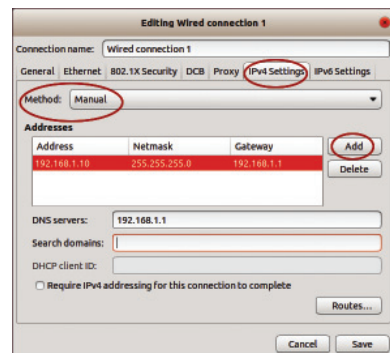 Editing Wired connection 1
Connection name: Wired connection 1
General Ethernet 802.1X Security DCB Proxy IPv4 Settings IPv6 Settings
Method: Manual
Addresses
Address Netmask Gateway Add
192.168.1.10 255.255.255.0 192.168.1.1
Delete
DNS servers: 192.168.1.1
Search domains:
DHCP client ID:
Require IPv4 addressing for this connection to complete
Routes...
Cancel Save